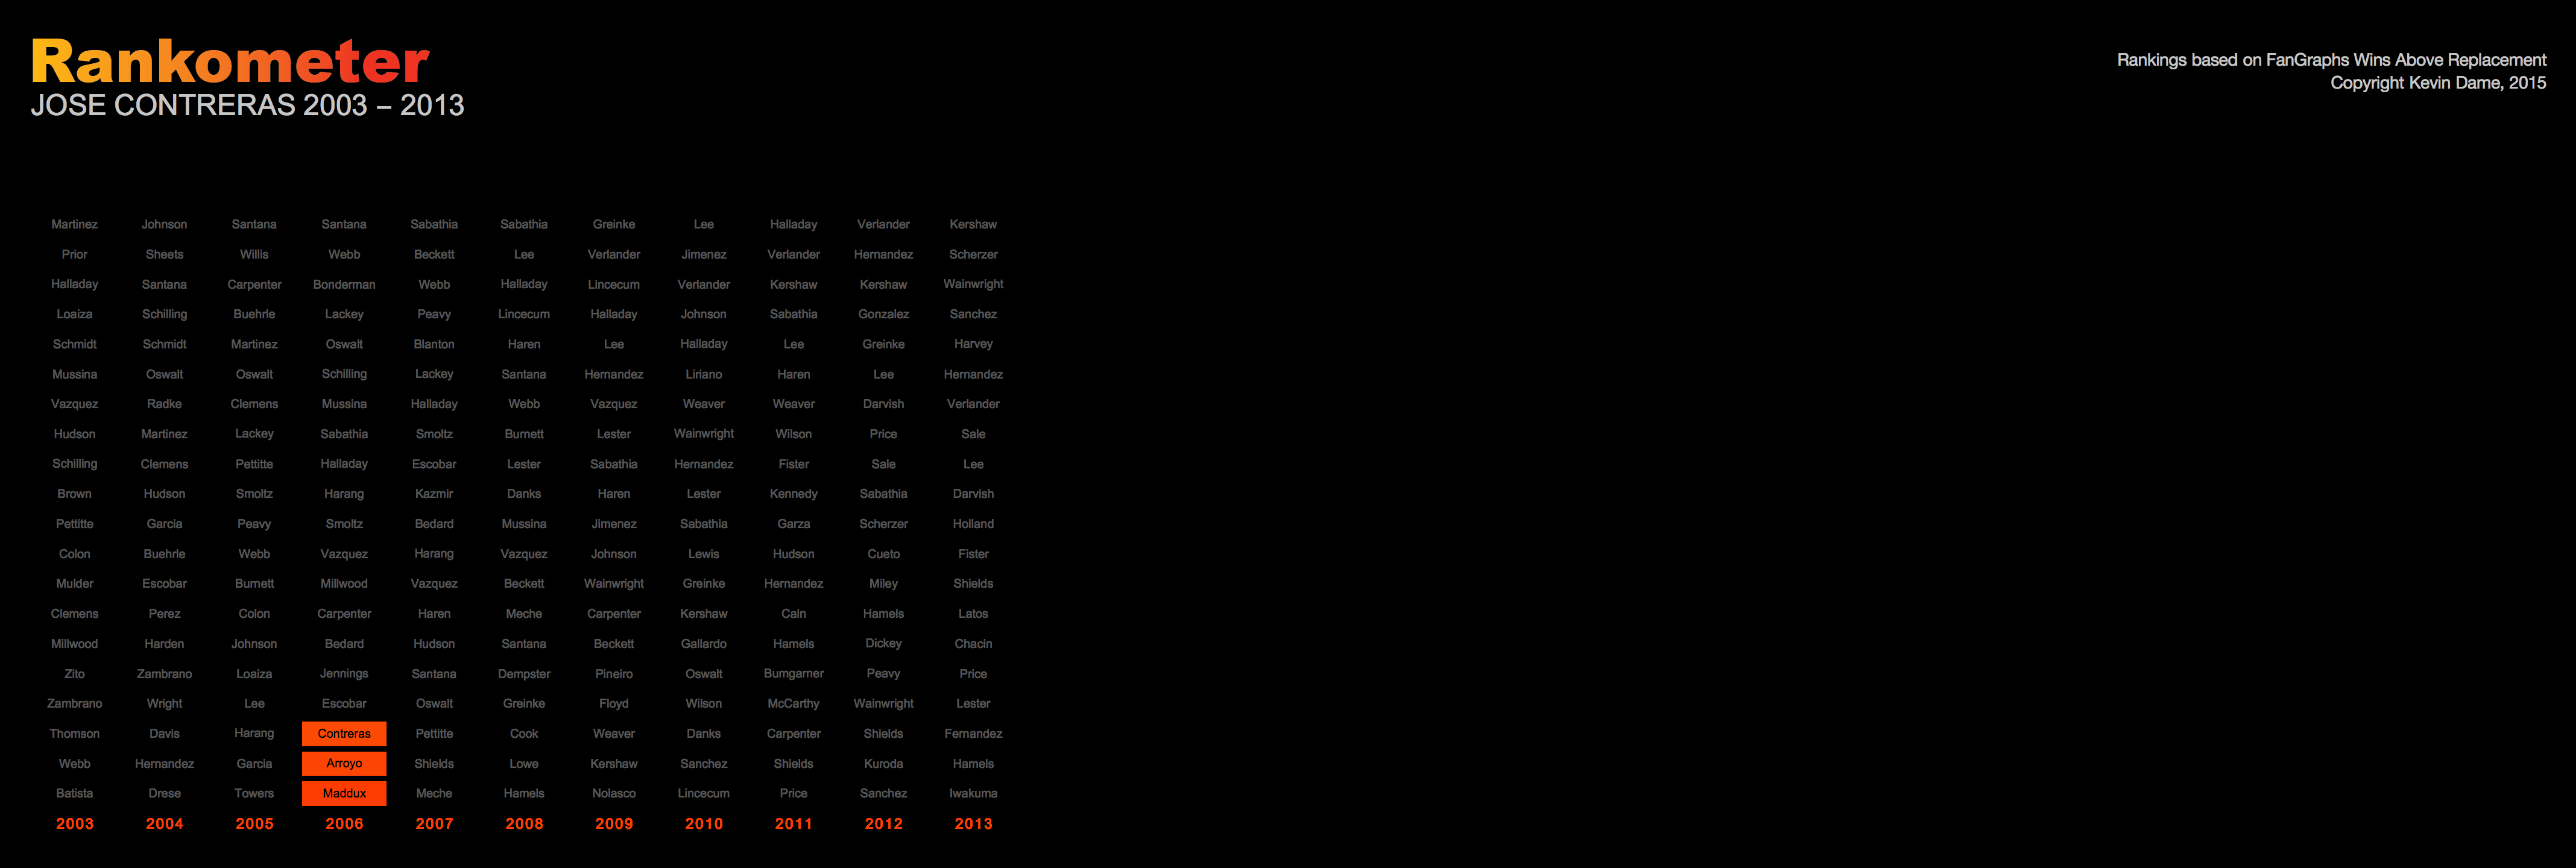 Rankometer
JOSE CONTRERAS 2003 – 2013
Rankings based on FanGraphs Wins Above Replacement
Copyright Kevin Dame, 2015
Martinez Johnson Santana Santana Sabathia Sabathia Greinke Lee Halladay Verlander Kershaw
Prior Sheets Willis Webb Beckett Lee Verlander Jimenez Verlander Hernandez Scherzer
Halladay Santana Carpenter Bonderman Webb Halladay Lincecum Verlander Kershaw Kershaw Wainwright
Loaiza Schilling Buehrle Lackey Peavy Lincecum Halladay Johnson Sabathia Gonzalez Sanchez
Schmidt Schmidt Martinez Oswalt Blanton Haren Lee Halladay Lee Greinke Harvey
Mussina Oswalt Oswalt Schilling Lackey Santana Hernandez Liriano Haren Lee Hernandez
Vazquez Radke Clemens Mussina Halladay Webb Vazquez Weaver Weaver Darvish Verlander
Hudson Martinez Lackey Sabathia Smoltz Burnett Lester Wainwright Wilson Price Sale
Schilling Clemens Pettitte Halladay Escobar Lester Sabathia Hernandez Fister Sale Lee
Brown Hudson Smoltz Harang Kazmir Danks Haren Lester Kennedy Sabathia Darvish
Pettitte Garcia Peavy Smoltz Bedard Mussina Jimenez Sabathia Garza Scherzer Holland
Colon Buehrle Webb Vazquez Harang Vazquez Johnson Lewis Hudson Cueto Fister
Mulder Escobar Burnett Millwood Vazquez Beckett Wainwright Greinke Hernandez Miley Shields
Clemens Perez Colon Carpenter Haren Meche Carpenter Kershaw Cain Hamels Latos
Millwood Harden Johnson Bedard Hudson Santana Beckett Gallardo Hamels Dickey Chacin
Zito Zambrano Loaiza Jennings Santana Dempster Pineiro Oswalt Bumgarner Peavy Price
Zambrano Wright Lee Escobar Oswalt Greinke Floyd Wilson McCarthy Wainwright Lester
Thomson Davis Harang Contreras Pettitte Cook Weaver Danks Carpenter Shields Fernandez
Webb Hernandez Garcia Arroyo Shields Lowe Kershaw Sanchez Shields Kuroda Hamels
Batista Drese Towers Maddux Meche Hamels Nolasco Lincecum Price Sanchez Iwakuma
2003 2004 2005 2006 2007 2008 2009 2010 2011 2012 2013